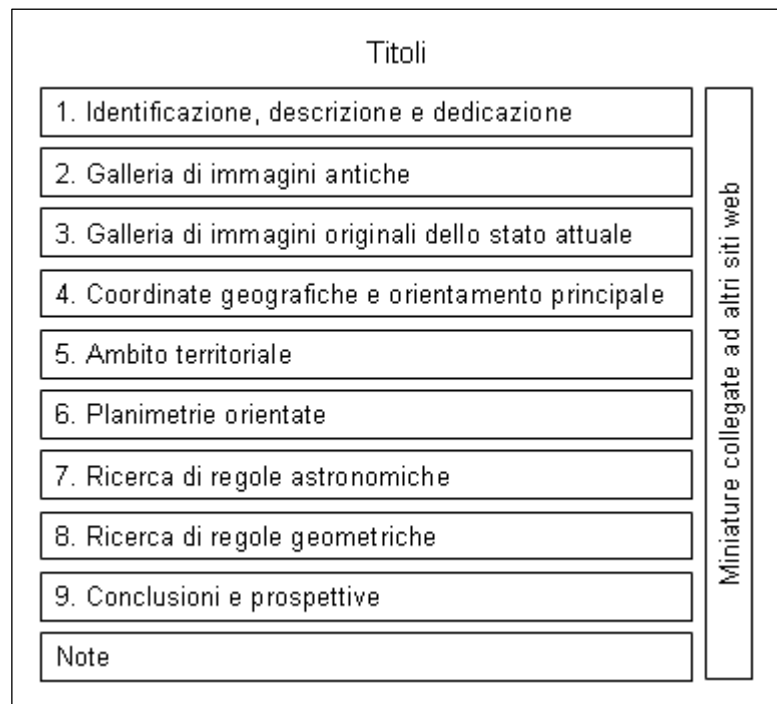 Titoli
1. Identificazione, descrizione e dedicazione
2. Galleria di immagini antiche
3. Galleria di immagini originali dello stato attuale
4. Coordinate geografiche e orientamento principale
5. Ambito territoriale
6. Planimetrie orientate
7. Ricerca di regole astronomiche
8. Ricerca di regole geometriche
9. Conclusioni e prospettive
Note
Miniature collegate ad altri siti web